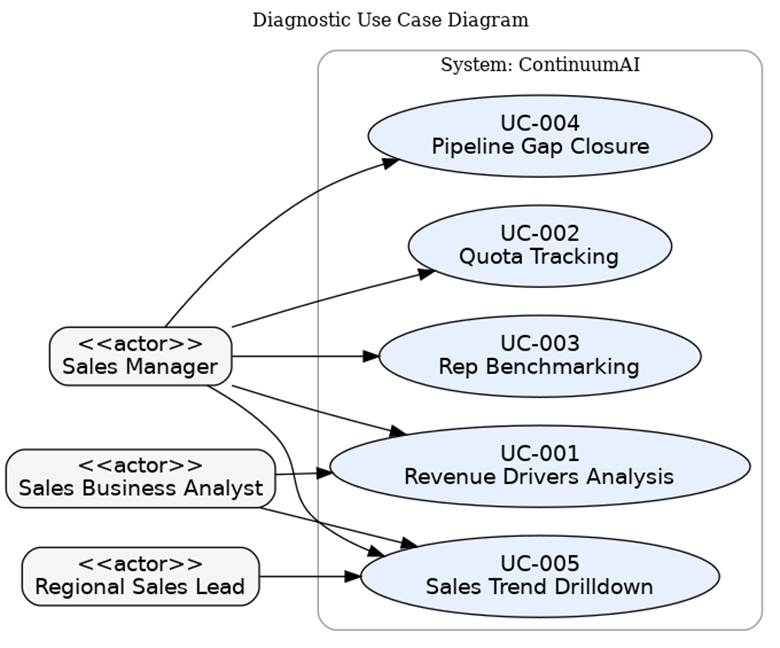 Diagnostic Use Case Diagram
System: ContinuumAI
UC-004
Pipeline Gap Closure
UC-002
Quota Tracking
<<actor>>
Sales Manager
UC-003
Rep Benchmarking
<<actor>>
Sales Business Analyst
UC-001
Revenue Drivers Analysis
<<actor>>
Regional Sales Lead
UC-005
Sales Trend Drilldown